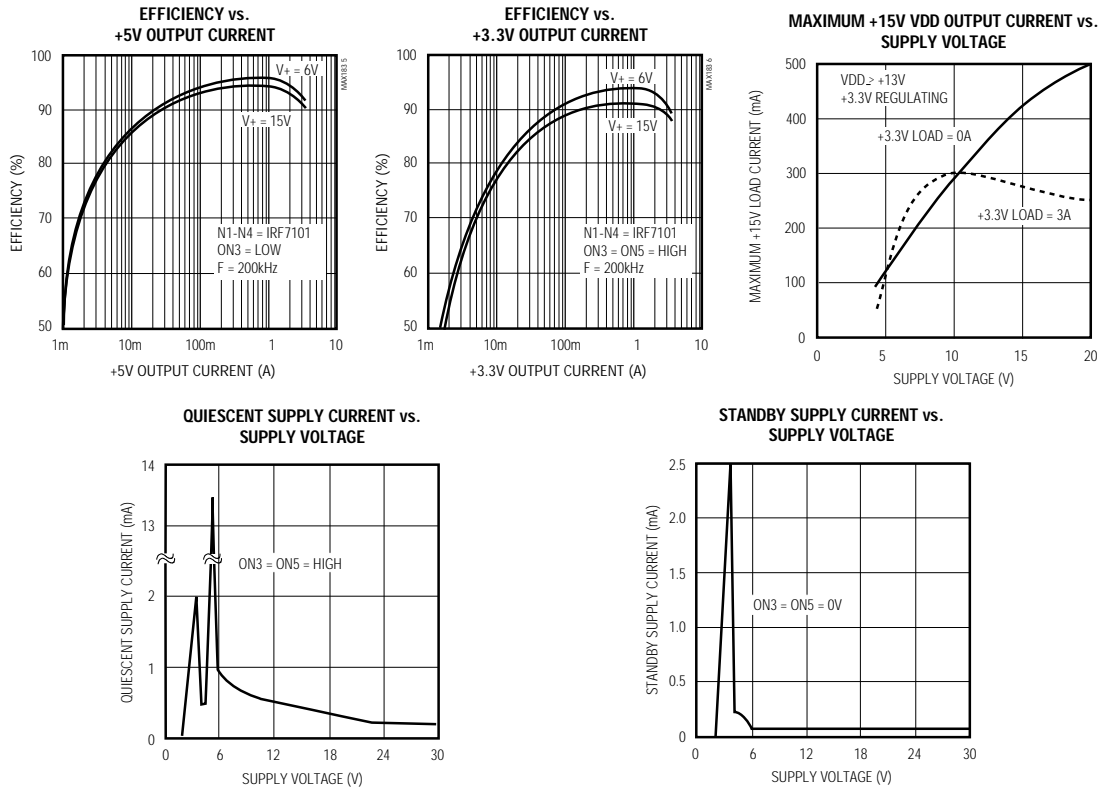 EFFICIENCY vs.
+5V OUTPUT CURRENT
100
90
80
70
60
50
EFFICIENCY (%)
V+ = 6V
V+ = 15V
N1-N4 = IRF7101
ON3 = LOW
F = 200kHz
1m 10m 100m 1 10
+5V OUTPUT CURRENT (A)
EFFICIENCY vs.
+3.3V OUTPUT CURRENT
100
90
80
70
60
50
EFFICIENCY (%)
V+ = 6V
V+ = 15V
N1-N4 = IRF7101
ON3 = ON5 = HIGH
F = 200kHz
1m 10m 100m 1 10
+3.3V OUTPUT CURRENT (A)
MAXIMUM +15V VDD OUTPUT CURRENT vs.
SUPPLY VOLTAGE
500
400
300
200
100
0
MAXIMUM +15V LOAD CURRENT (mA)
VDD ≥ +13V
+3.3V REGULATING
+3.3V LOAD = 0A
+3.3V LOAD = 3A
0 5 10 15 20
SUPPLY VOLTAGE (V)
QUIESCENT SUPPLY CURRENT vs.
SUPPLY VOLTAGE
14
13
2
1
0
QUIESCENT SUPPLY CURRENT (mA)
ON3 = ON5 = HIGH
0 6 12 18 24 30
SUPPLY VOLTAGE (V)
STANDBY SUPPLY CURRENT vs.
SUPPLY VOLTAGE
2.5
2.0
1.5
1.0
0.5
0
STANDBY SUPPLY CURRENT (mA)
ON3 = ON5 = 0V
0 6 12 18 24 30
SUPPLY VOLTAGE (V)